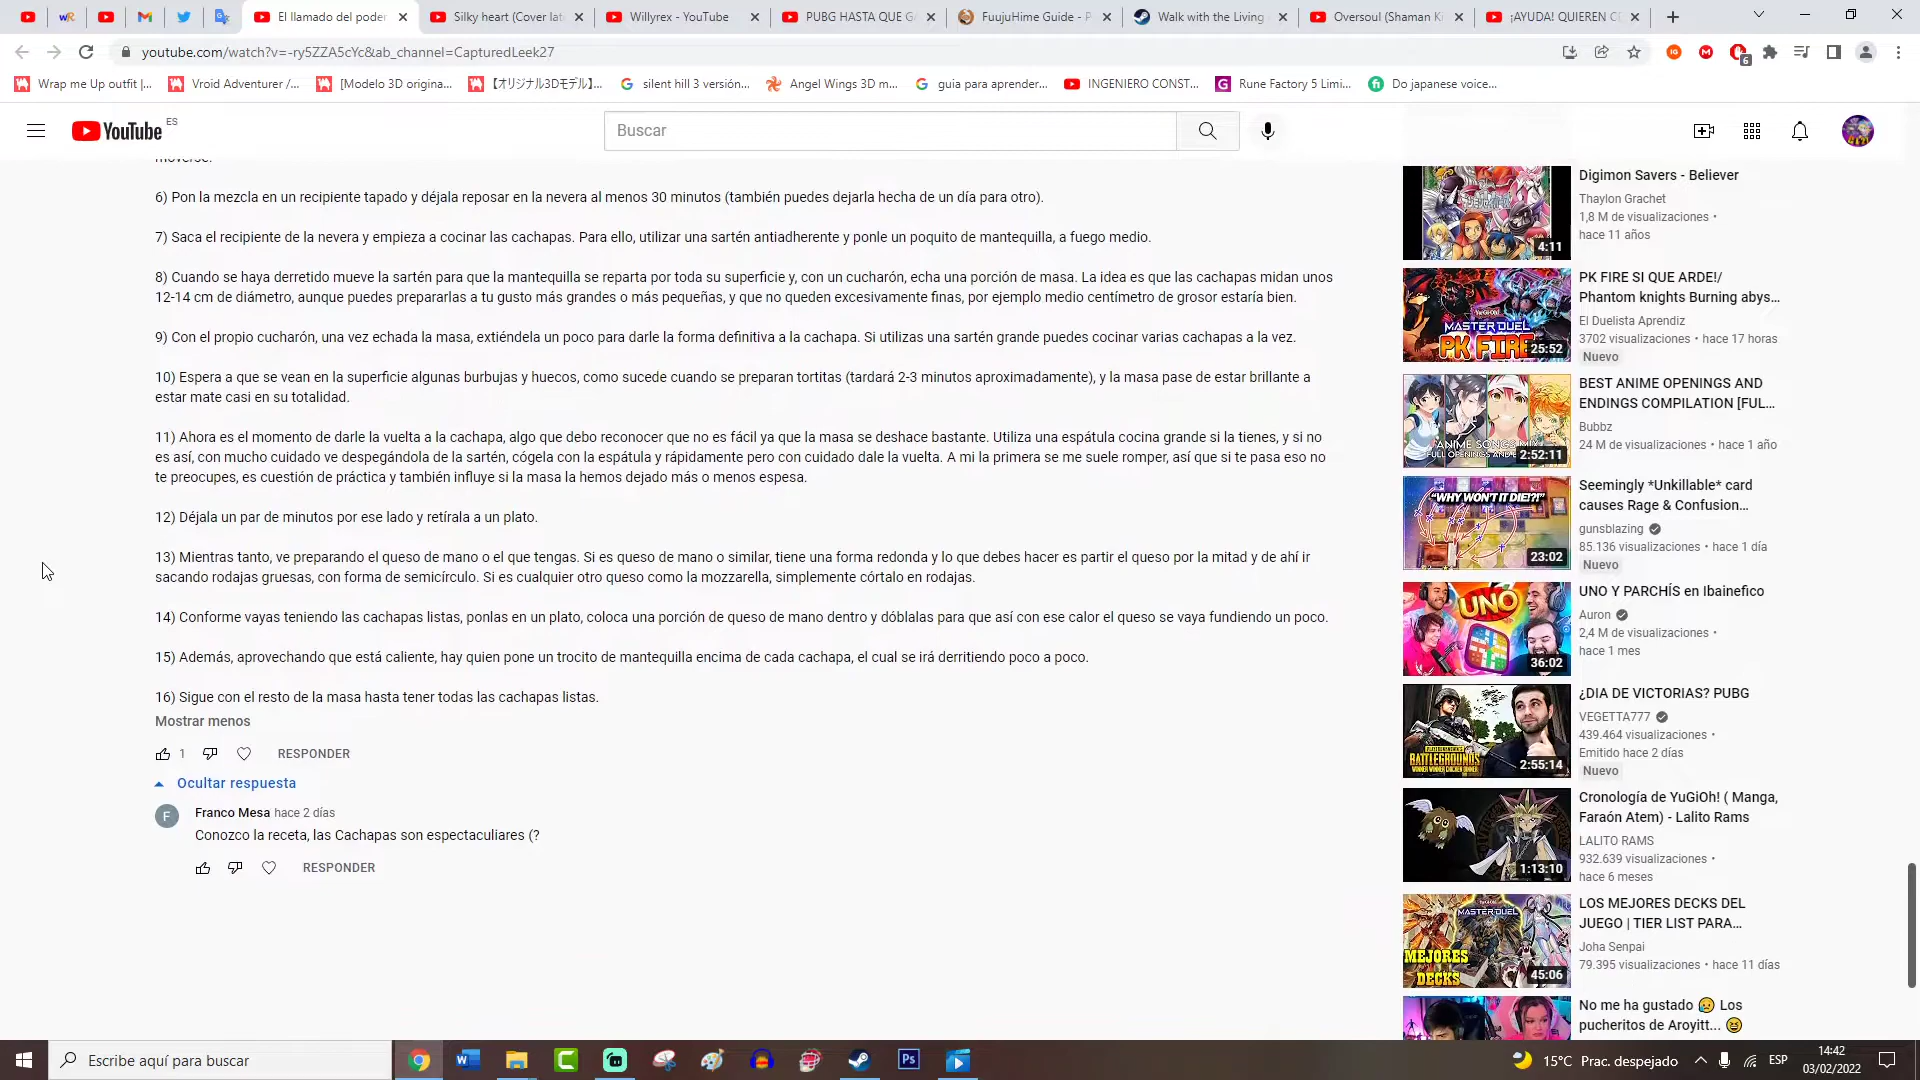 El llamado del poder
Silky heart (Cover lat
Willyrex - YouTube
PUBG HASTA QUE GA
FuujuHime Guide - P
Walk with the Living
Oversoul (Shaman Ki
¡AYUDA! QUIEREN CE
youtube.com/watch?v=-ry5ZZA5cYc&ab_channel=CapturedLeek27
6
Wrap me Up outfit |...
Vroid Adventurer /...
[Modelo 3D origina...
【オリジナル3Dモデル】...
silent hill 3 versión...
Angel Wings 3D m...
guia para aprender...
INGENIERO CONST...
Rune Factory 5 Limi...
Do japanese voice...
YouTube ES
Buscar
moverse.
6) Pon la mezcla en un recipiente tapado y déjala reposar en la nevera al menos 30 minutos (también puedes dejarla hecha de un día para otro).
7) Saca el recipiente de la nevera y empieza a cocinar las cachapas. Para ello, utilizar una sartén antiadherente y ponle un poquito de mantequilla, a fuego medio.
8) Cuando se haya derretido mueve la sartén para que la mantequilla se reparta por toda su superficie y, con un cucharón, echa una porción de masa. La idea es que las cachapas midan unos
12-14 cm de diámetro, aunque puedes prepararlas a tu gusto más grandes o más pequeñas, y que no queden excesivamente finas, por ejemplo medio centímetro de grosor estaría bien.
9) Con el propio cucharón, una vez echada la masa, extiéndela un poco para darle la forma definitiva a la cachapa. Si utilizas una sartén grande puedes cocinar varias cachapas a la vez.
10) Espera a que se vean en la superficie algunas burbujas y huecos, como sucede cuando se preparan tortitas (tardará 2-3 minutos aproximadamente), y la masa pase de estar brillante a
estar mate casi en su totalidad.
11) Ahora es el momento de darle la vuelta a la cachapa, algo que debo reconocer que no es fácil ya que la masa se deshace bastante. Utiliza una espátula cocina grande si la tienes, y si no
es así, con mucho cuidado ve despegándola de la sartén, cógela con la espátula y rápidamente pero con cuidado dale la vuelta. A mi la primera se me suele romper, así que si te pasa eso no
te preocupes, es cuestión de práctica y también influye si la masa la hemos dejado más o menos espesa.
12) Déjala un par de minutos por ese lado y retírala a un plato.
13) Mientras tanto, ve preparando el queso de mano o el que tengas. Si es queso de mano o similar, tiene una forma redonda y lo que debes hacer es partir el queso por la mitad y de ahí ir
sacando rodajas gruesas, con forma de semicírculo. Si es cualquier otro queso como la mozzarella, simplemente córtalo en rodajas.
14) Conforme vayas teniendo las cachapas listas, ponlas en un plato, coloca una porción de queso de mano dentro y dóblalas para que así con ese calor el queso se vaya fundiendo un poco.
15) Además, aprovechando que está caliente, hay quien pone un trocito de mantequilla encima de cada cachapa, el cual se irá derritiendo poco a poco.
16) Sigue con el resto de la masa hasta tener todas las cachapas listas.
Mostrar menos
1 RESPONDER
Ocultar respuesta
F
Franco Mesa hace 2 días
Conozco la receta, las Cachapas son espectaculiares (?
RESPONDER
4:11
Digimon Savers - Believer
Thaylon Grachet
1,8 M de visualizaciones •
hace 11 años
MASTER DUEL
PK FIRE
25:52
PK FIRE SI QUE ARDE!/
Phantom knights Burning abys...
El Duelista Aprendiz
3702 visualizaciones • hace 17 horas
Nuevo
ANIME SONGS MIX
2:52:11
BEST ANIME OPENINGS AND
ENDINGS COMPILATION [FUL...
Bubbz
24 M de visualizaciones • hace 1 año
"WHY WON'T IT DIE!?!"
23:02
Seemingly *Unkillable* card
causes Rage & Confusion...
gunsblazing
85.136 visualizaciones • hace 1 día
Nuevo
UNO
36:02
UNO Y PARCHÍS en Ibainefico
Auron
2,4 M de visualizaciones •
hace 1 mes
BATTLEGROUNDS
WINNER WINNER CHICKEN DINNER
2:55:14
¿DIA DE VICTORIAS? PUBG
VEGETTA777
439.464 visualizaciones •
Emitido hace 2 días
Nuevo
1:13:10
Cronología de YuGiOh! ( Manga,
Faraón Atem) - Lalito Rams
LALITO RAMS
932.639 visualizaciones •
hace 6 meses
MASTER DUEL
MEJORES
DECKS
45:06
LOS MEJORES DECKS DEL
JUEGO | TIER LIST PARA...
Joha Senpai
79.395 visualizaciones • hace 11 días
No me ha gustado 😥 Los
pucheritos de Aroyitt... 😆
Escribe aquí para buscar
15°C Prac. despejado
ESP
14:42
03/02/2022